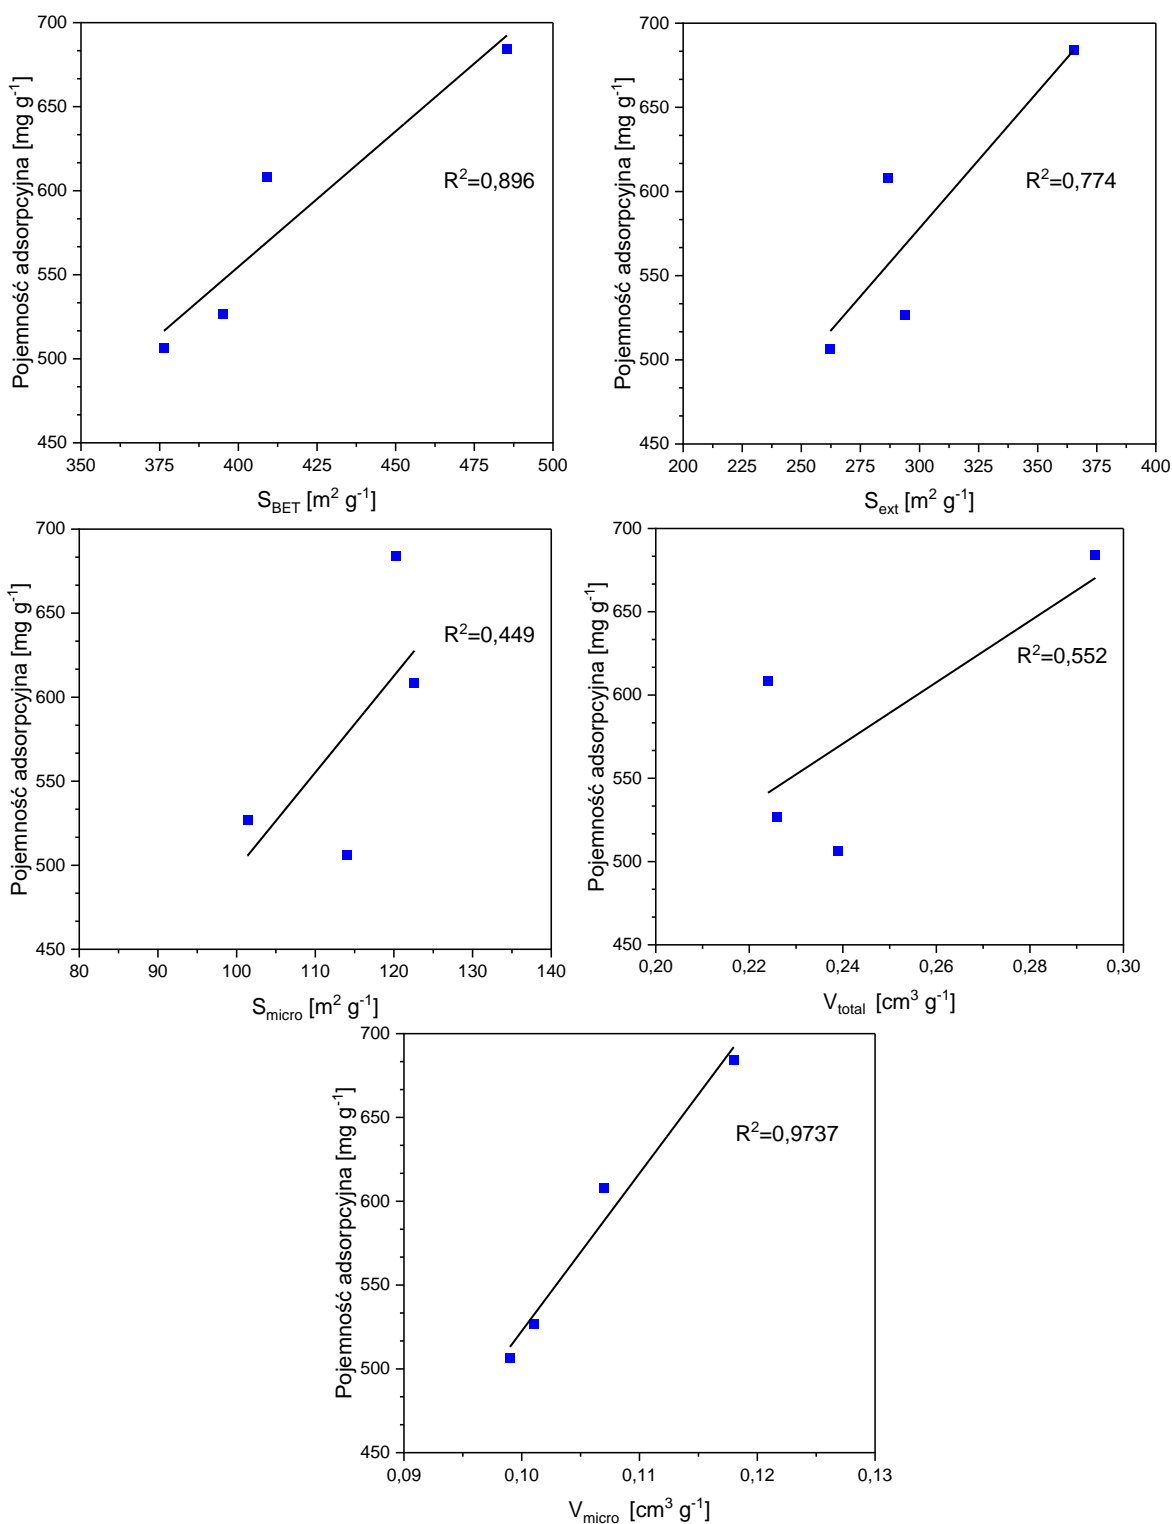 700
650
600
550
500
450
350 375 400 425 450 475 500
Pojemność adsorpcyjna [mg g⁻¹]
R²=0,896
S_BET [m² g⁻¹]
700
650
600
550
500
450
200 225 250 275 300 325 350 375 400
Pojemność adsorpcyjna [mg g⁻¹]
R²=0,774
S_ext [m² g⁻¹]
700
650
600
550
500
450
80 90 100 110 120 130 140
Pojemność adsorpcyjna [mg g⁻¹]
R²=0,449
S_micro [m² g⁻¹]
700
650
600
550
500
450
0,20 0,22 0,24 0,26 0,28 0,30
Pojemność adsorpcyjna [mg g⁻¹]
R²=0,552
V_total [cm³ g⁻¹]
700
650
600
550
500
450
0,09 0,10 0,11 0,12 0,13
Pojemność adsorpcyjna [mg g⁻¹]
R²=0,9737
V_micro [cm³ g⁻¹]